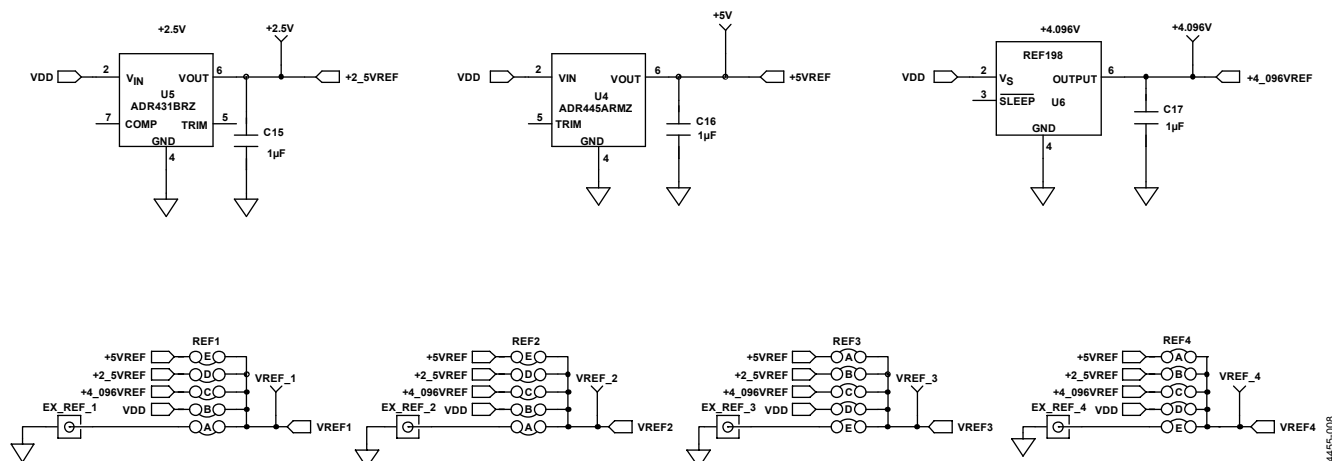 +2.5V
+2.5V
VDD
2
VIN
VOUT
6
+2_5VREF
U5
ADR431BRZ
7
COMP
TRIM
5
GND
4
C15
1µF
+5V
VDD
2
VIN
VOUT
6
+5VREF
U4
ADR445ARMZ
5
TRIM
GND
4
C16
1µF
+4.096V
+4.096V
REF198
VDD
2
VS
OUTPUT
6
+4_096VREF
3
SLEEP
U6
GND
4
C17
1µF
REF1
+5VREF
E
+2_5VREF
D
VREF_1
+4_096VREF
C
EX_REF_1
VDD
B
A
VREF1
REF2
+5VREF
E
+2_5VREF
D
VREF_2
+4_096VREF
C
EX_REF_2
VDD
B
A
VREF2
REF3
+5VREF
A
+2_5VREF
B
VREF_3
+4_096VREF
C
EX_REF_3
VDD
D
E
VREF3
REF4
+5VREF
A
+2_5VREF
B
VREF_4
+4_096VREF
C
EX_REF_4
VDD
D
E
VREF4